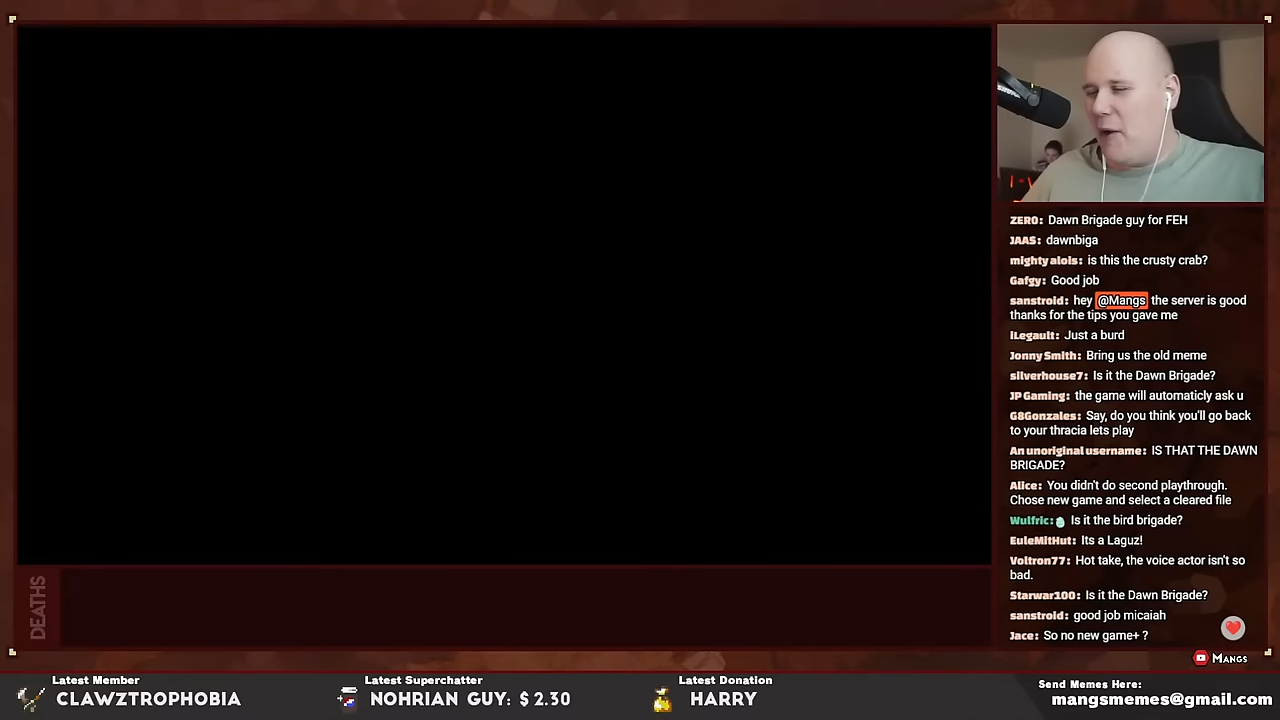 ZERO: Dawn Brigade guy for FEH
JAAS: dawnbiga
mighty alois: is this the crusty crab?
Gafgy: Good job
sanstroid: hey @Mangs the server is good
thanks for the tips you gave me
iLegault: Just a burd
Jonny Smith: Bring us the old meme
silverhouse7: Is it the Dawn Brigade?
JP Gaming: the game will automaticly ask u
G8Gonzales: Say, do you think you'll go back
to your thracia lets play
An unoriginal username: IS THAT THE DAWN
BRIGADE?
Alice: You didn't do second playthrough.
Chose new game and select a cleared file
Wulfric: Is it the bird brigade?
EuleMitHut: Its a Laguz!
Voltron77: Hot take, the voice actor isn't so
bad.
Starwar100: Is it the Dawn Brigade?
sanstroid: good job micaiah
Jace: So no new game+ ?
DEATHS
MANGS
Latest Member
CLAWZTROPHOBIA
Latest Superchatter
NOHRIAN GUY: $ 2.30
Latest Donation
HARRY
Send Memes Here:
mangsmemes@gmail.com